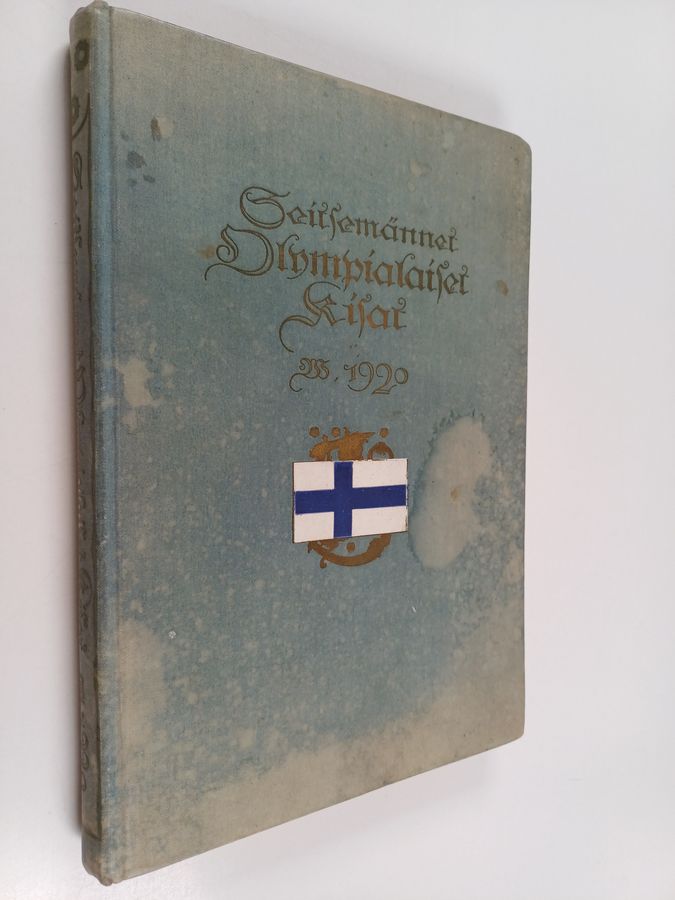 Seitsemännet
Olympialaiset
Kisat
W. 1920